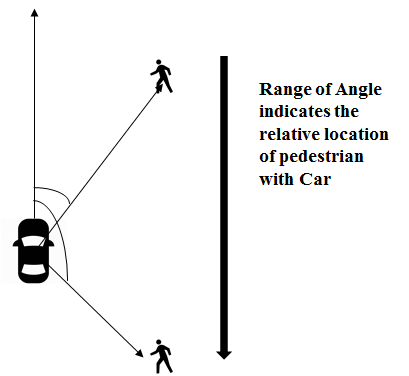 Range of Angle
indicates the
relative location
of pedestrian
with Car